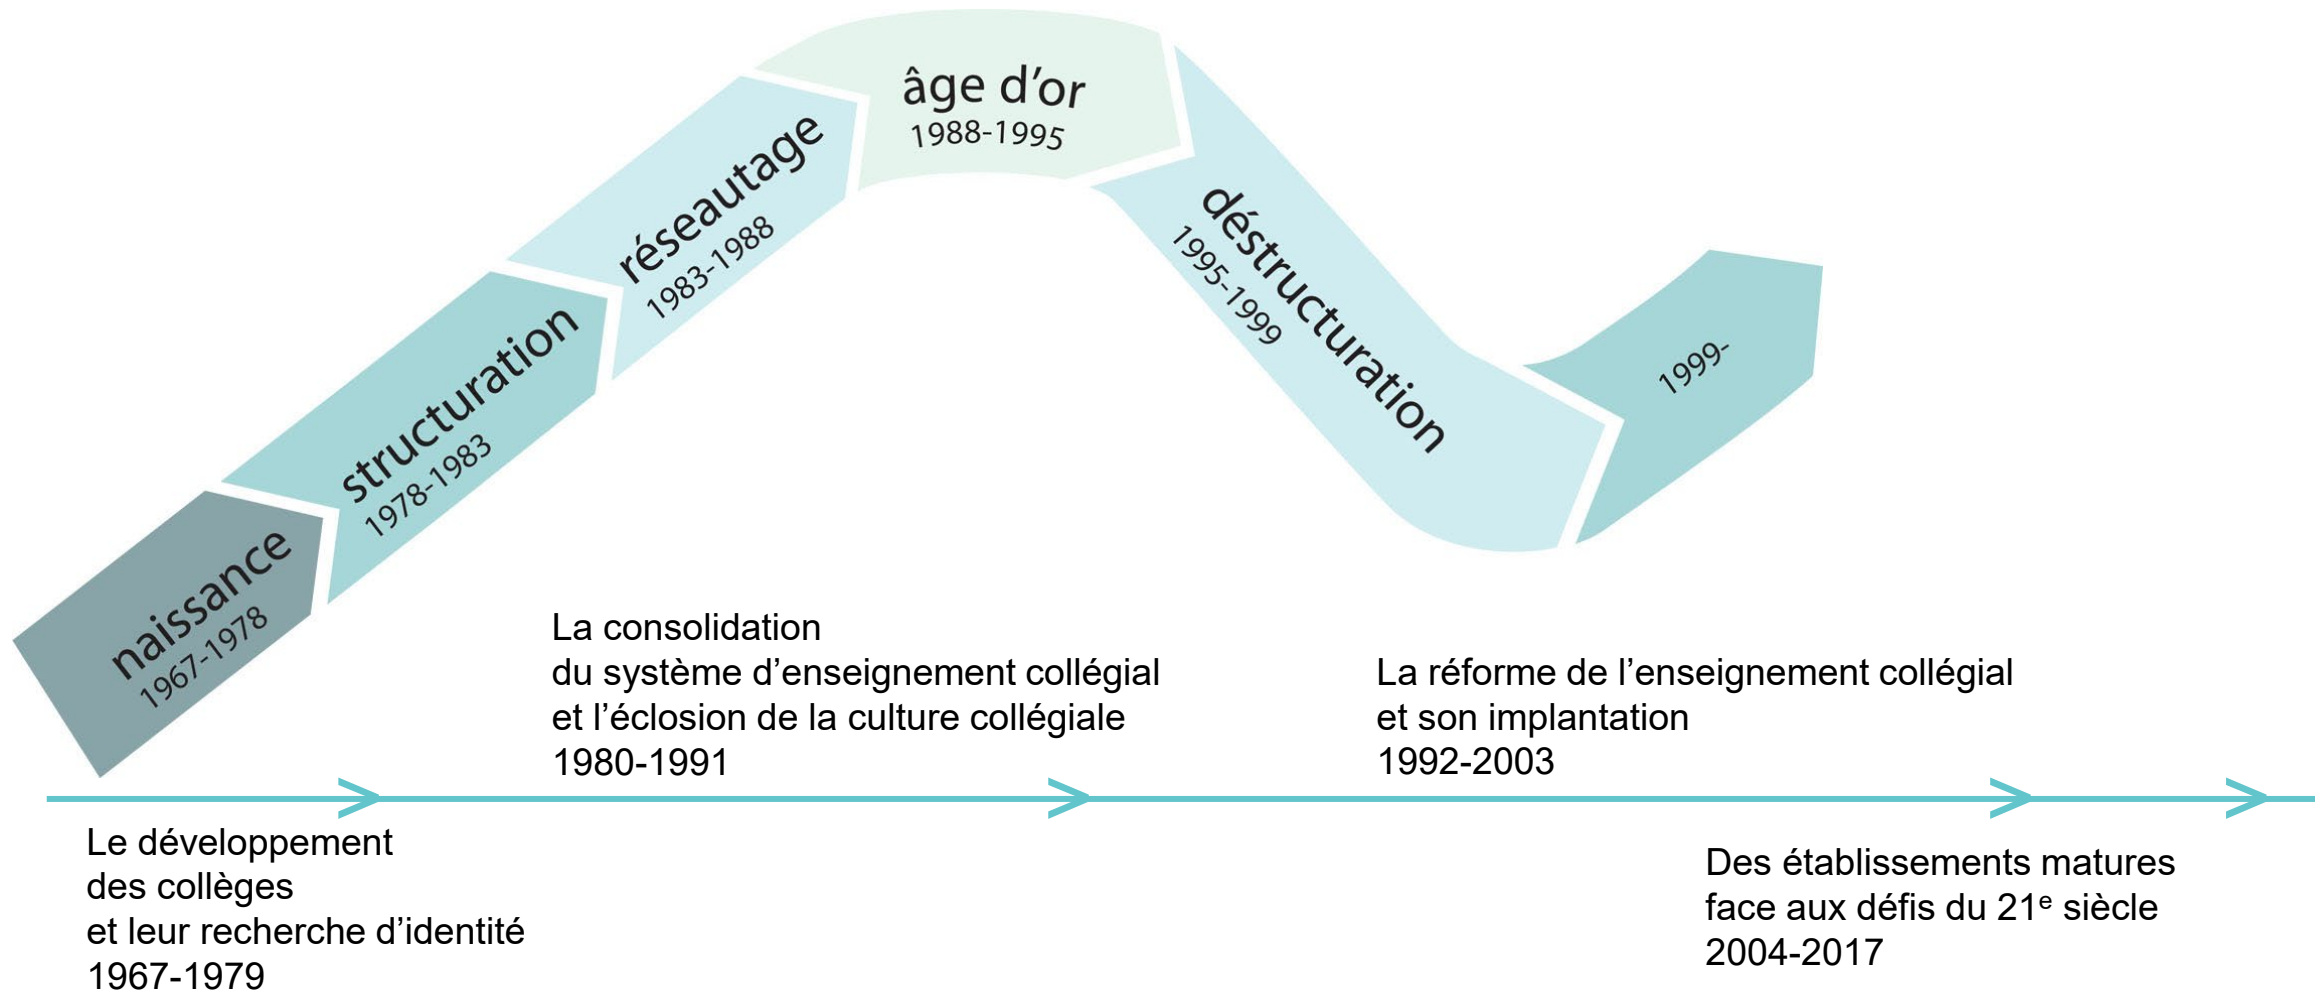 naissance
1967-1978
structuration
1978-1983
réseautage
1983-1988
âge d’or
1988-1995
déstructuration
1995-1999
1999-
La consolidation
du système d’enseignement collégial
et l’éclosion de la culture collégiale
1980-1991
La réforme de l’enseignement collégial
et son implantation
1992-2003
Le développement
des collèges
et leur recherche d’identité
1967-1979
Des établissements matures
face aux défis du 21e siècle
2004-2017